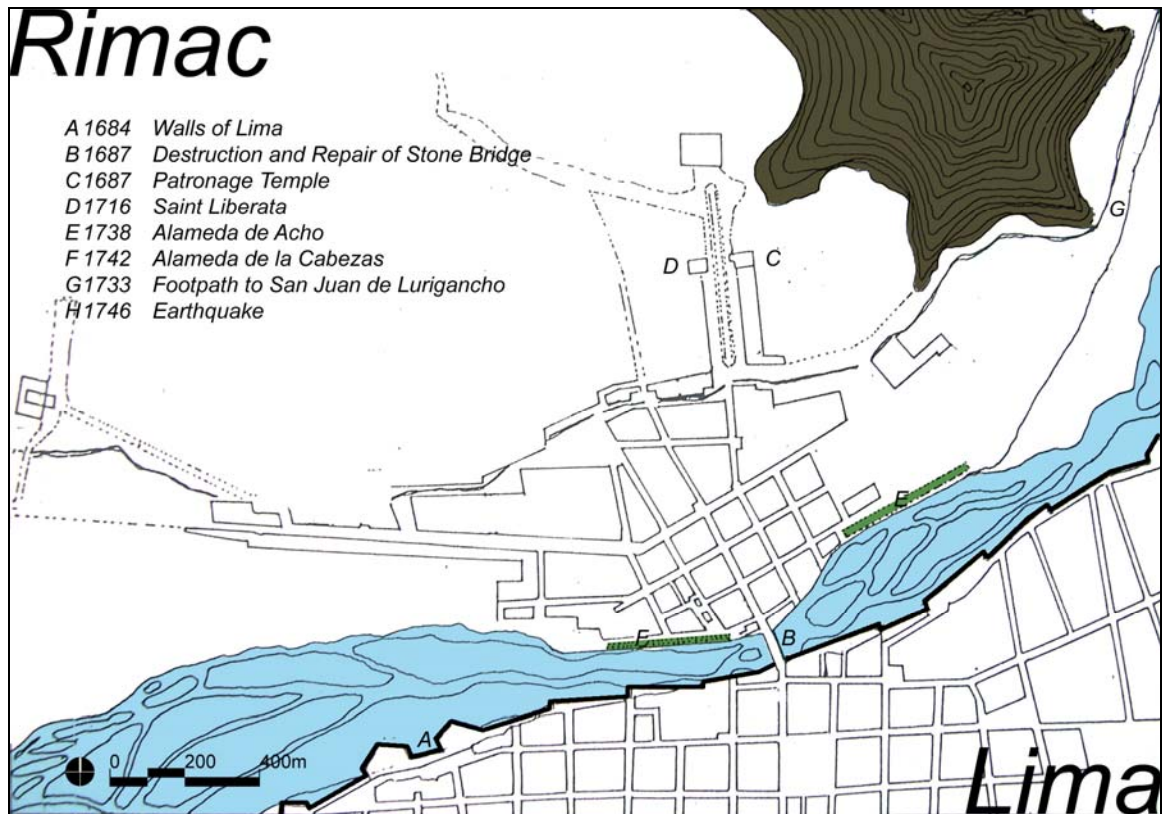 Rimac
A 1684 Walls of Lima
B 1687 Destruction and Repair of Stone Bridge
C 1687 Patronage Temple
D 1716 Saint Liberata
E 1738 Alameda de Acho
F 1742 Alameda de la Cabezas
G 1733 Footpath to San Juan de Lurigancho
H 1746 Earthquake
G
D
C
E
F
B
A
0 200 400m
Lima